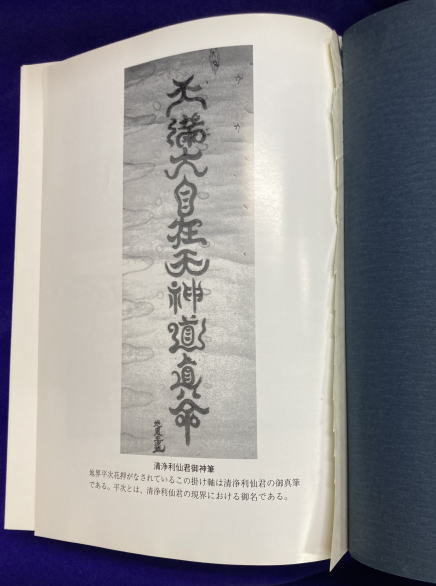 天満大自在天神道真命
清浄利仙君御神筆
地界平次花押がなされているこの掛け軸は清浄利仙君の御真筆
である。平次とは、清浄利仙君の現界における御名である。